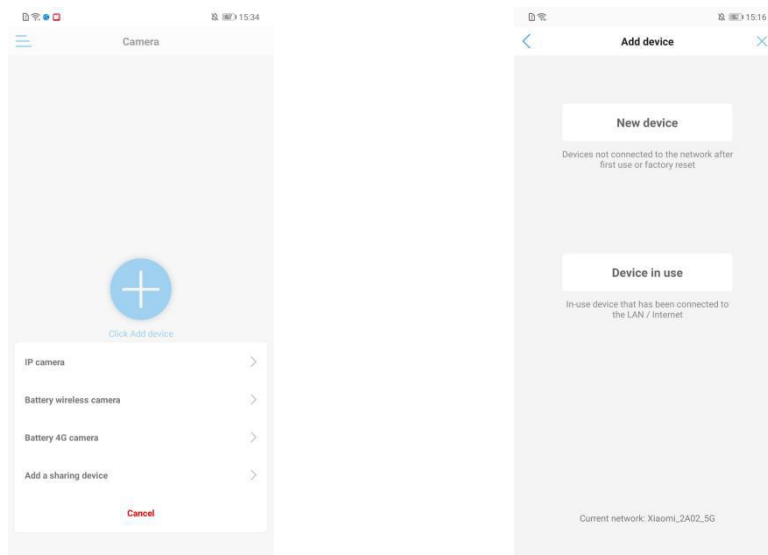 15:34
Camera
Click Add device
IP camera
Battery wireless camera
Battery 4G camera
Add a sharing device
Cancel
15:16
Add device
New device
Devices not connected to the network after
first use or factory reset
Device in use
In-use device that has been connected to
the LAN / Internet
Current network: Xiaomi_2A02_5G